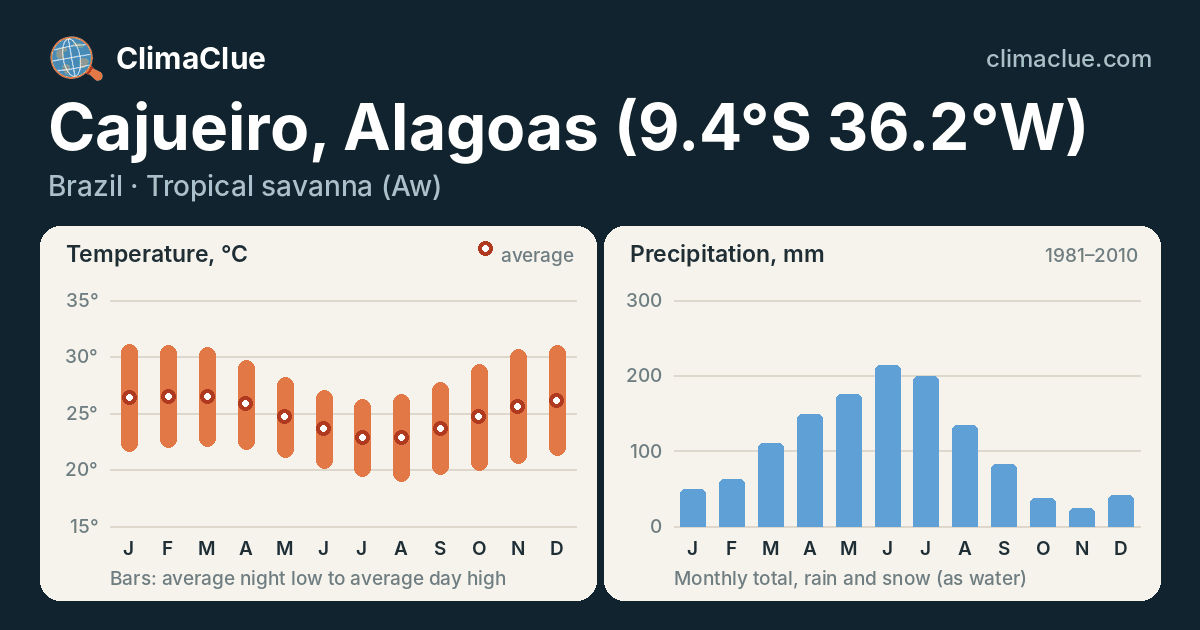 ClimaClue
climaclue.com
Cajueiro, Alagoas (9.4°S 36.2°W)
Brazil · Tropical savanna (Aw)
Temperature, °C
average
35°
30°
25°
20°
15°
J F M A M J J A S O N D
Bars: average night low to average day high
Precipitation, mm
1981–2010
300
200
100
0
J F M A M J J A S O N D
Monthly total, rain and snow (as water)